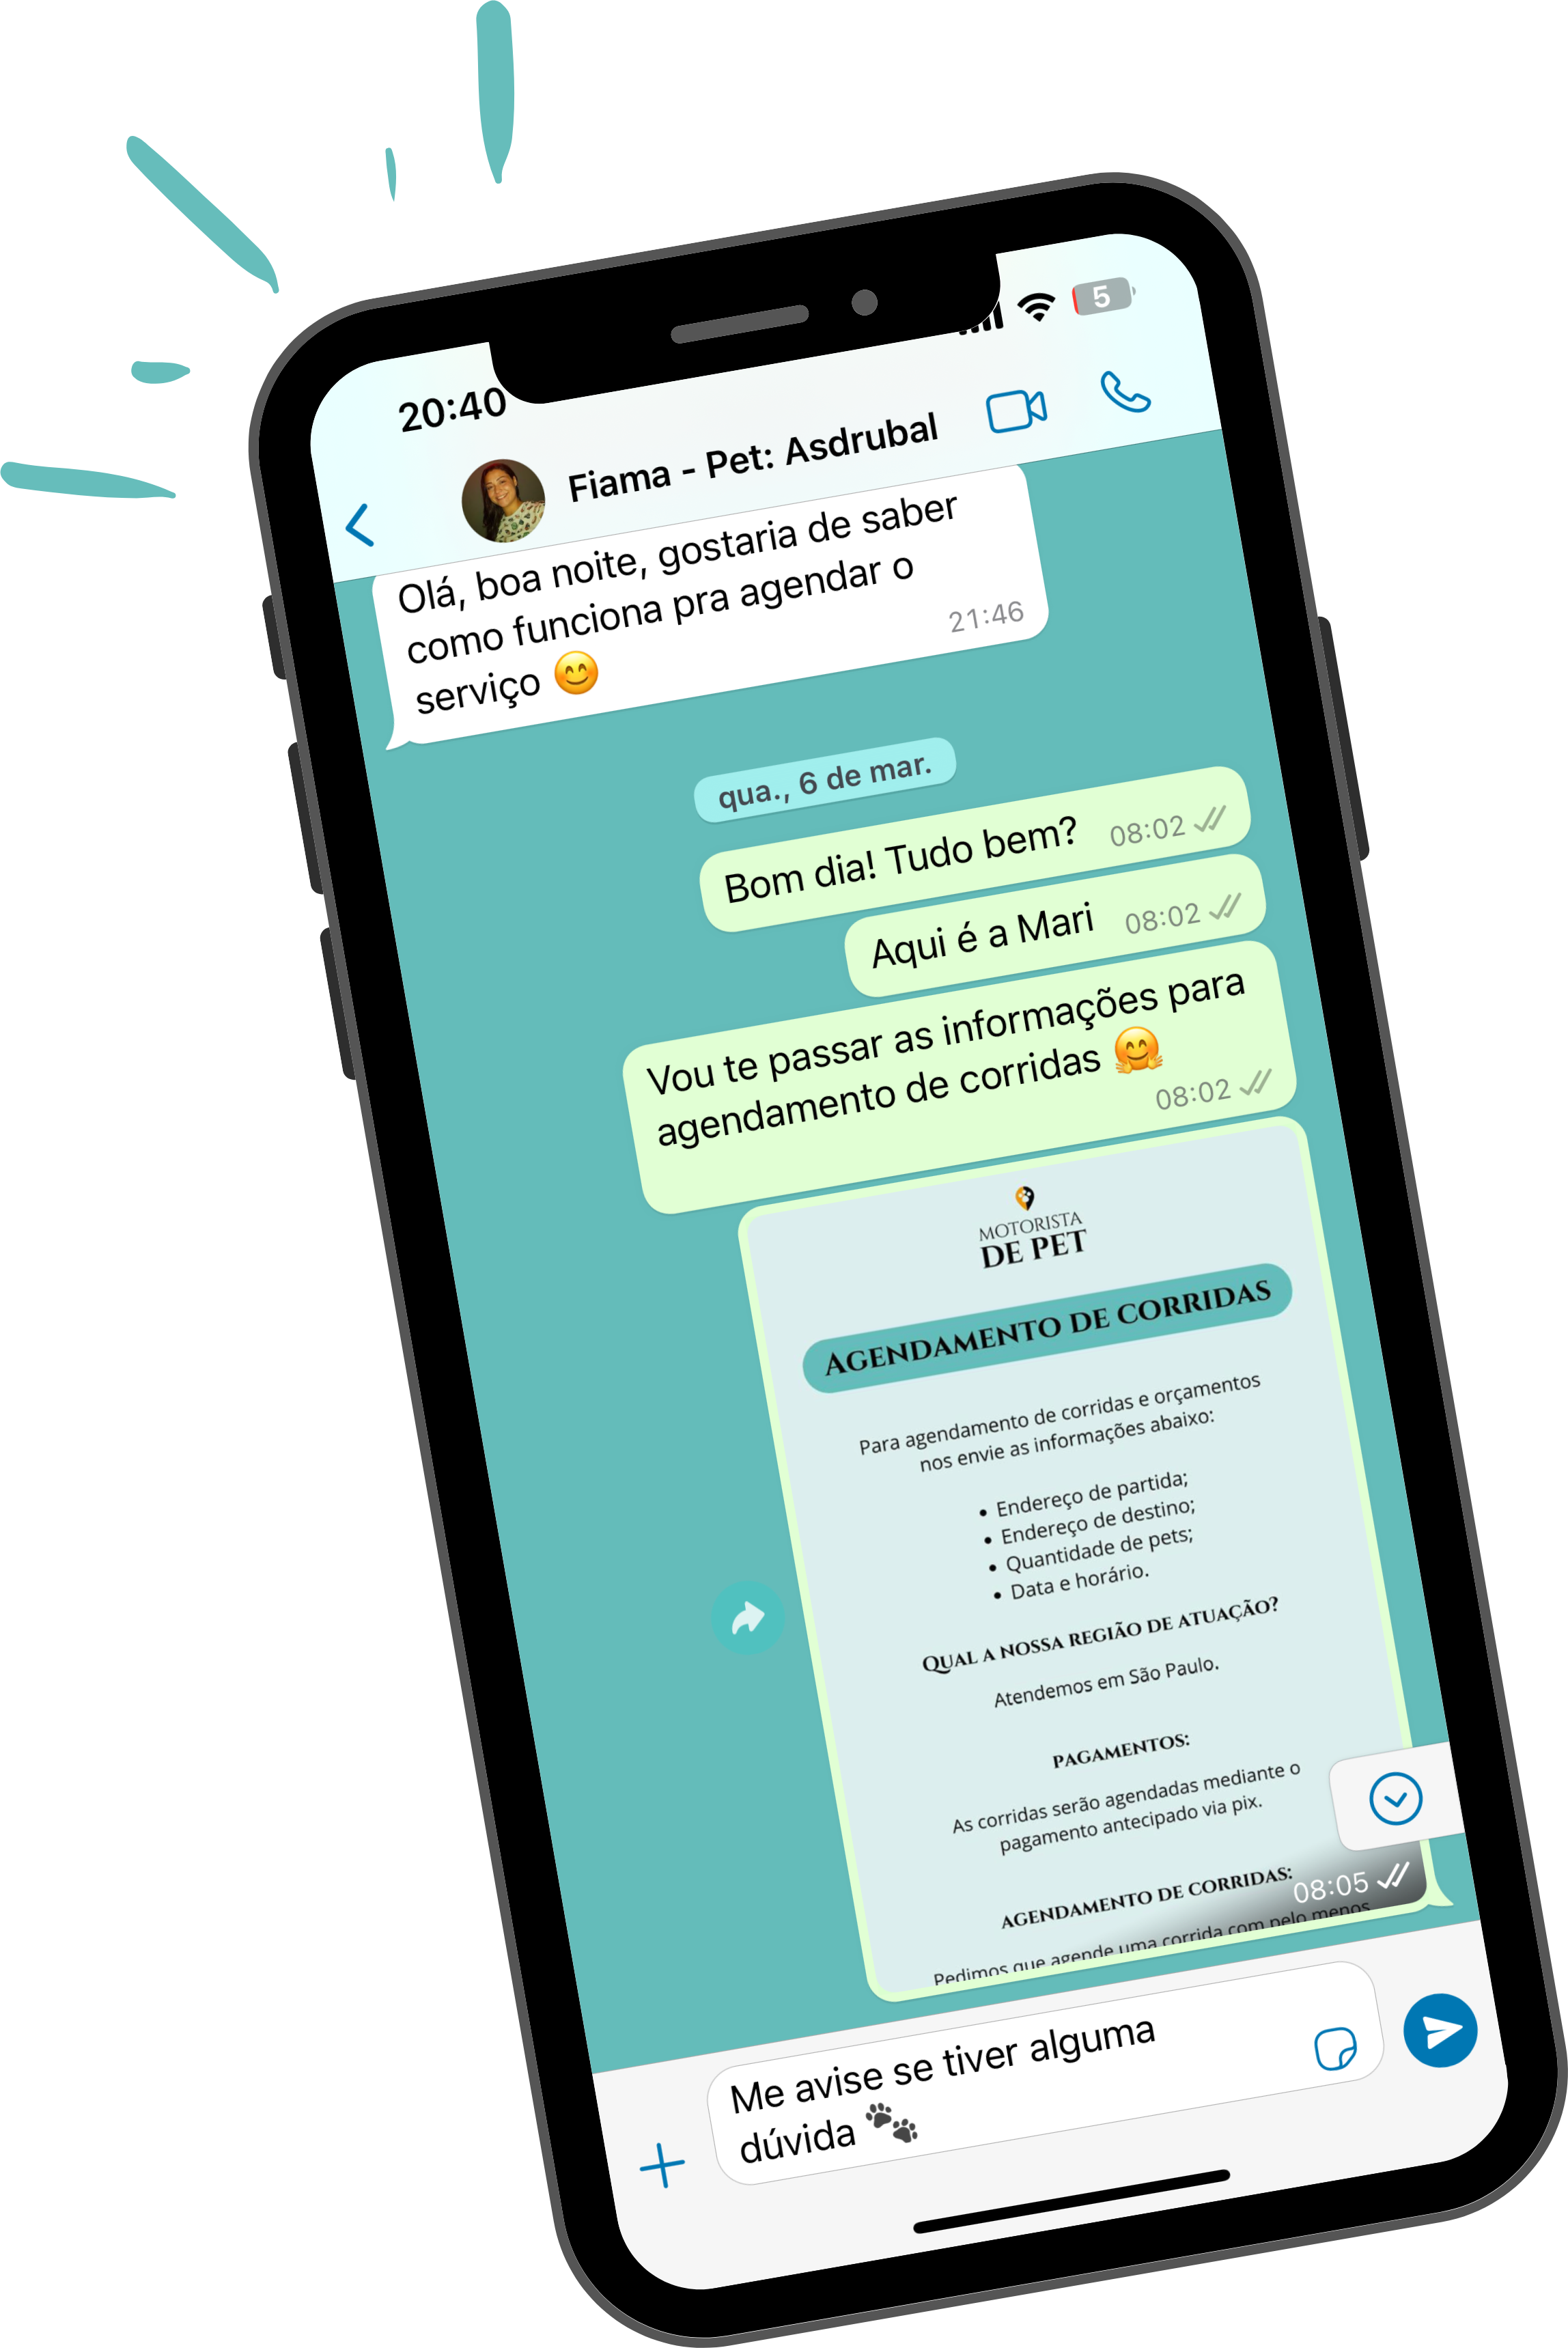 20:40
5
Fiama - Pet: Asdrubal
Olá, boa noite, gostaria de saber
como funciona pra agendar o
serviço 😊
21:46
qua., 6 de mar.
Bom dia! Tudo bem? 08:02
Aqui é a Mari 08:02
Vou te passar as informações para
agendamento de corridas 🤗
08:02
MOTORISTA
DE PET
AGENDAMENTO DE CORRIDAS
Para agendamento de corridas e orçamentos
nos envie as informações abaixo:
• Endereço de partida;
• Endereço de destino;
• Quantidade de pets;
• Data e horário.
QUAL A NOSSA REGIÃO DE ATUAÇÃO?
Atendemos em São Paulo.
PAGAMENTOS:
As corridas serão agendadas mediante o
pagamento antecipado via pix.
AGENDAMENTO DE CORRIDAS:
08:05
Pedimos que agende uma corrida com pelo menos
Me avise se tiver alguma
dúvida 🐾